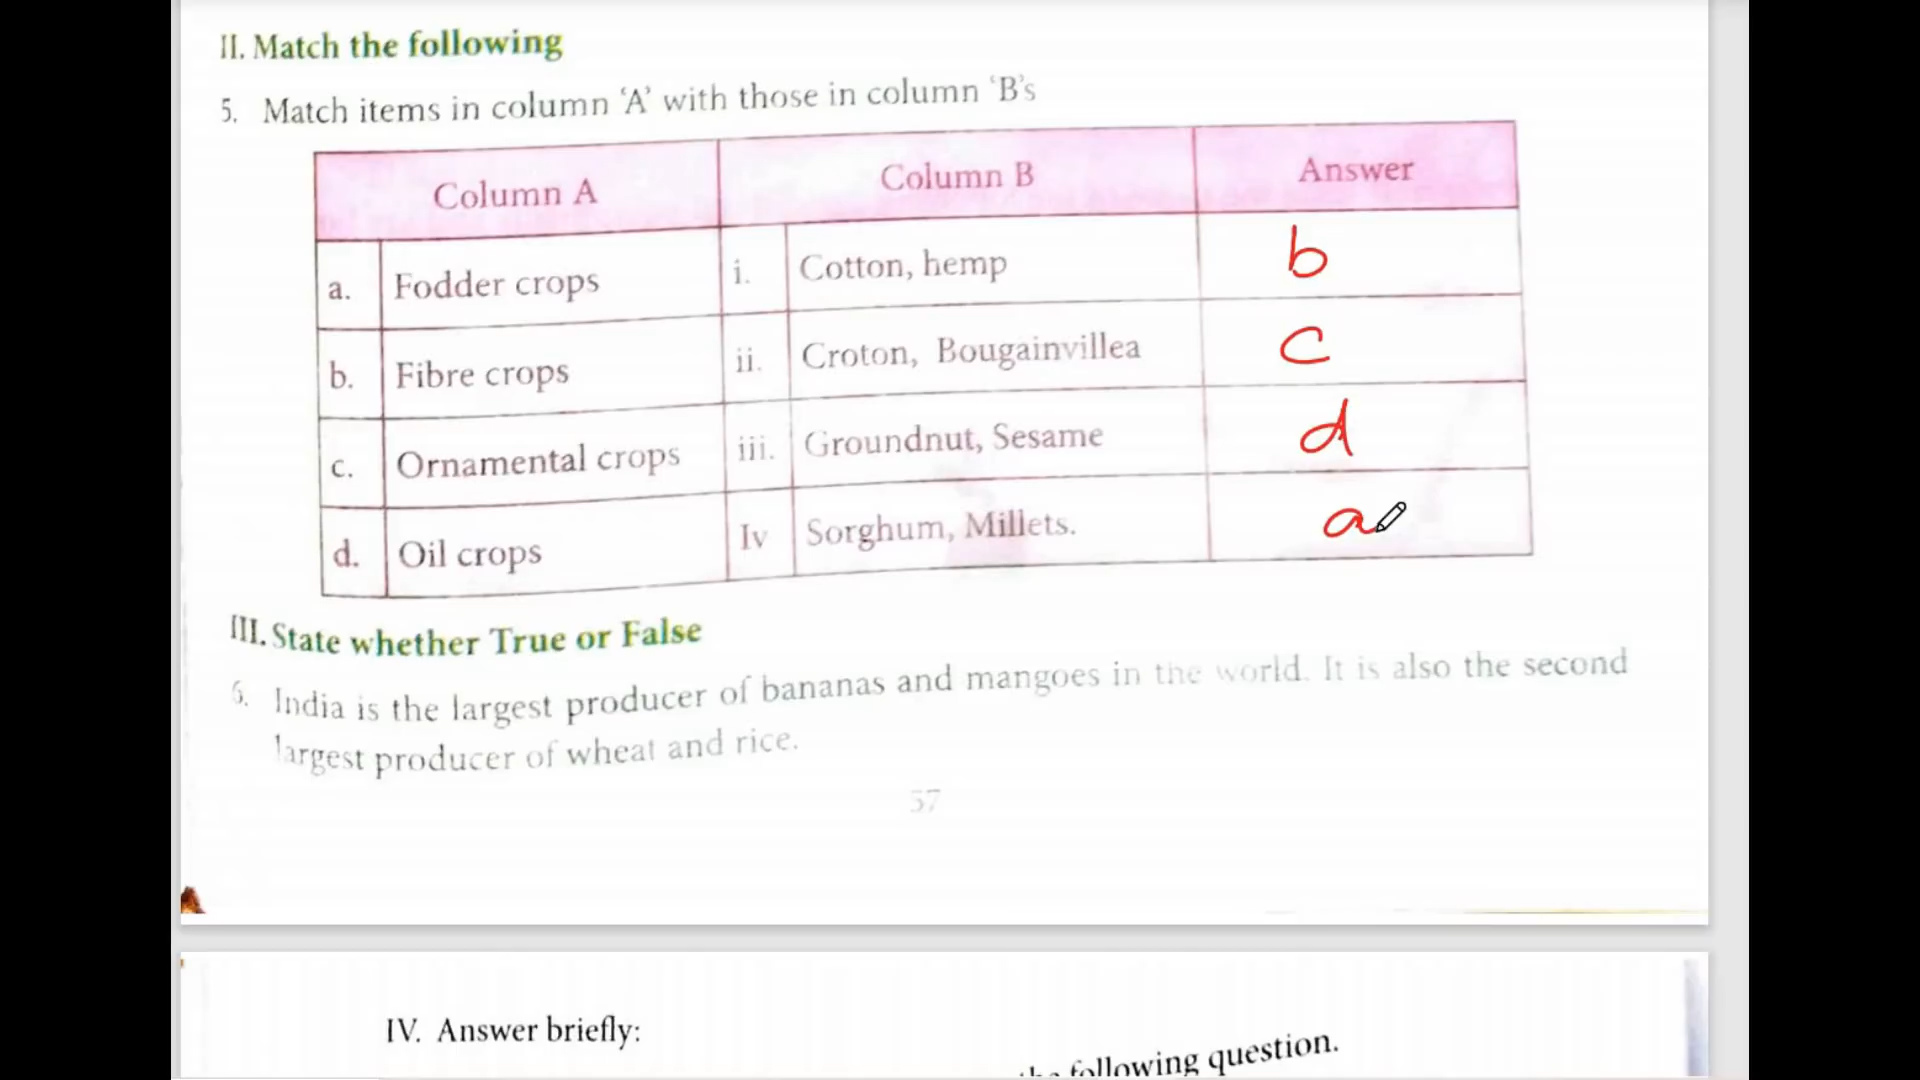 II. Match the following
5. Match items in column ‘A’ with those in column ‘B’s
Column A Column B Answer
a. Fodder crops i. Cotton, hemp b
b. Fibre crops ii. Croton, Bougainvillea c
c. Ornamental crops iii. Groundnut, Sesame d
d. Oil crops Iv Sorghum, Millets. a
III. State whether True or False
6. India is the largest producer of bananas and mangoes in the world. It is also the second
largest producer of wheat and rice.
57
IV. Answer briefly:
following question.